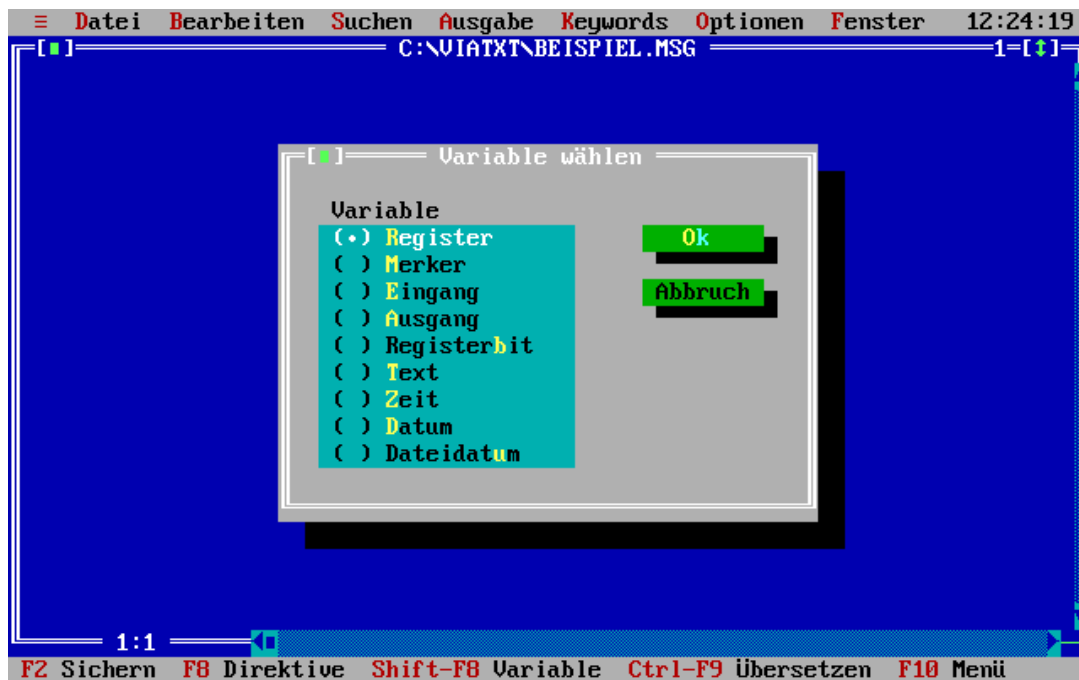 ≡ Datei Bearbeiten Suchen Ausgabe Keywords Optionen Fenster 12:24:19
[■] C:\VIATXT\BEISPIEL.MSG 1=[↕]
[■] Variable wählen
Variable
(•) Register
( ) Merker
( ) Eingang
( ) Ausgang
( ) Registerbit
( ) Text
( ) Zeit
( ) Datum
( ) Dateidatum
Ok
Abbruch
1:1
F2 Sichern F8 Direktive Shift-F8 Variable Ctrl-F9 Übersetzen F10 Menü